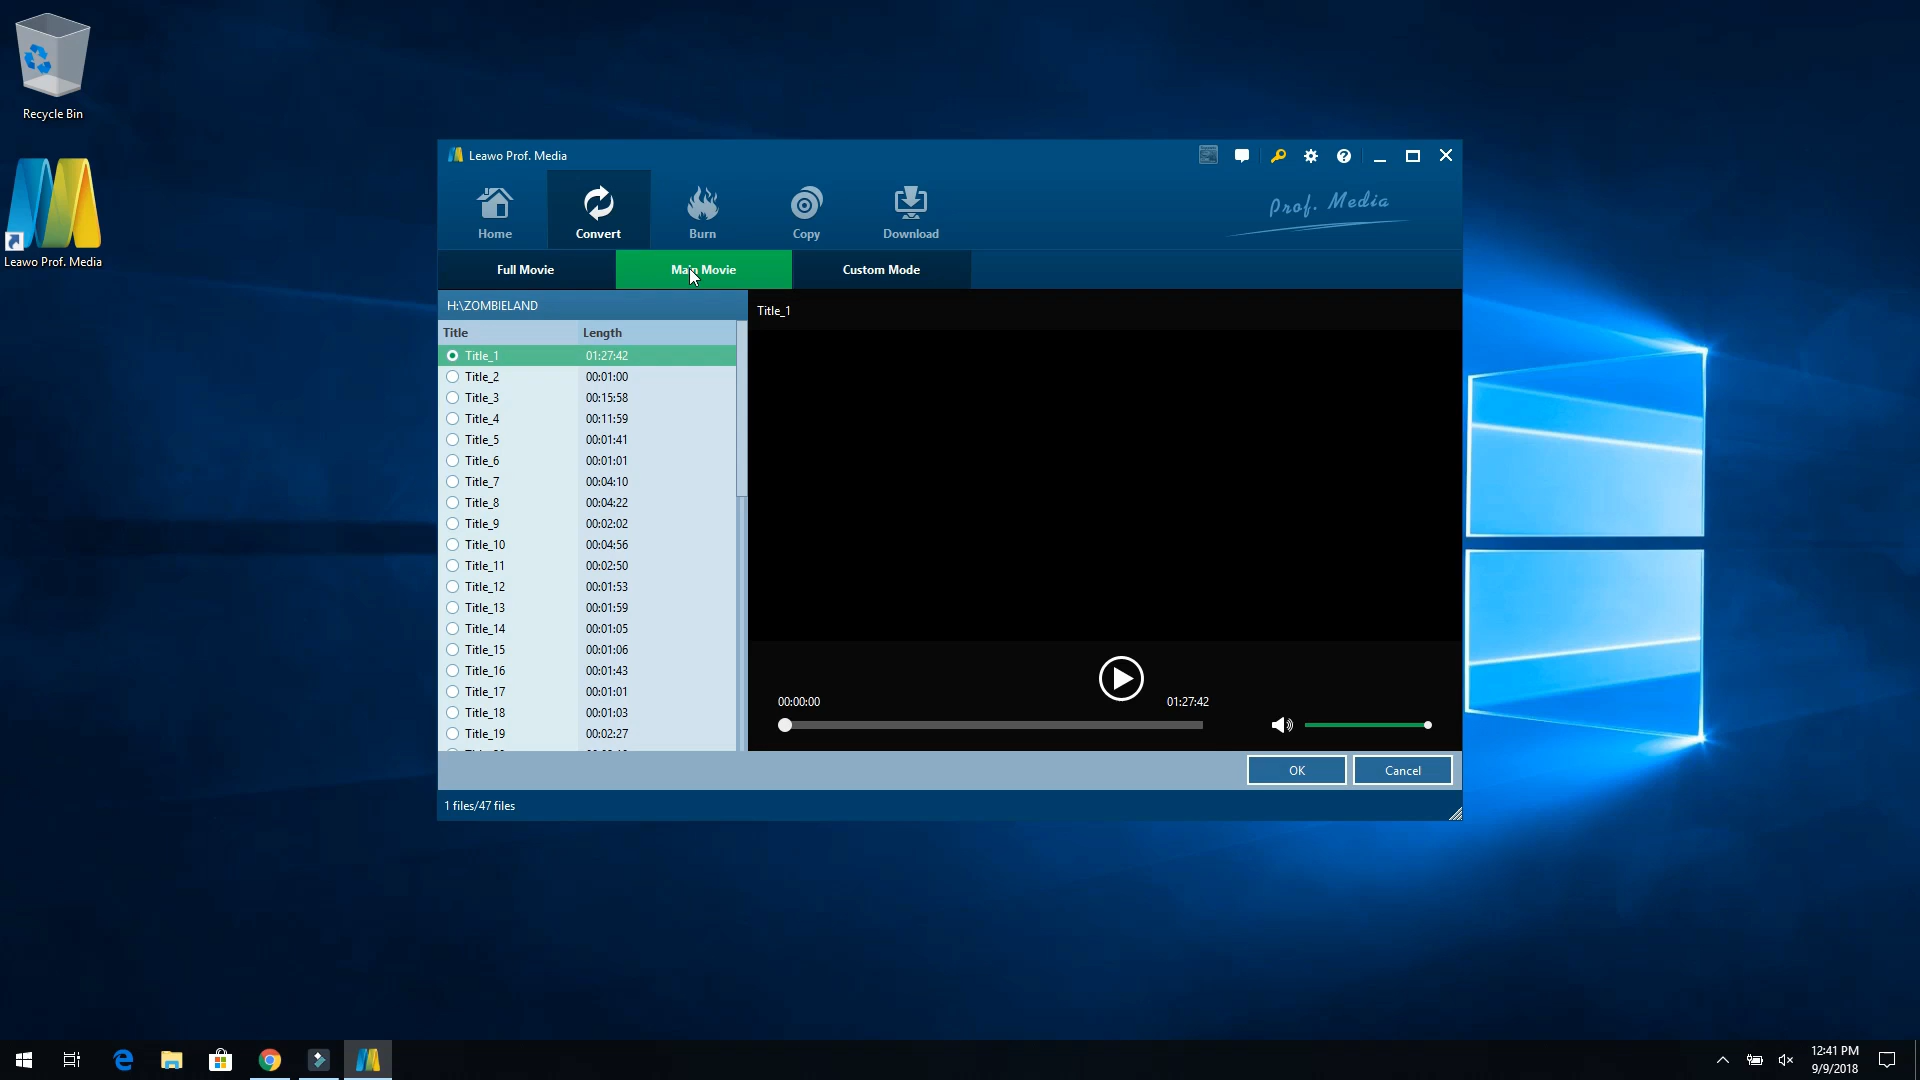 Recycle Bin
Leawo Prof. Media
Leawo Prof. Media
Home
Convert
Burn
Copy
Download
Prof. Media
Full Movie
Main Movie
Custom Mode
H:\ZOMBIELAND
Title Length
Title_1 01:27:42
Title_2 00:01:00
Title_3 00:15:58
Title_4 00:11:59
Title_5 00:01:41
Title_6 00:01:01
Title_7 00:04:10
Title_8 00:04:22
Title_9 00:02:02
Title_10 00:04:56
Title_11 00:02:50
Title_12 00:01:53
Title_13 00:01:59
Title_14 00:01:05
Title_15 00:01:06
Title_16 00:01:43
Title_17 00:01:01
Title_18 00:01:03
Title_19 00:02:27
Title_1
00:00:00
01:27:42
OK
Cancel
1 files/47 files
12:41 PM
9/9/2018